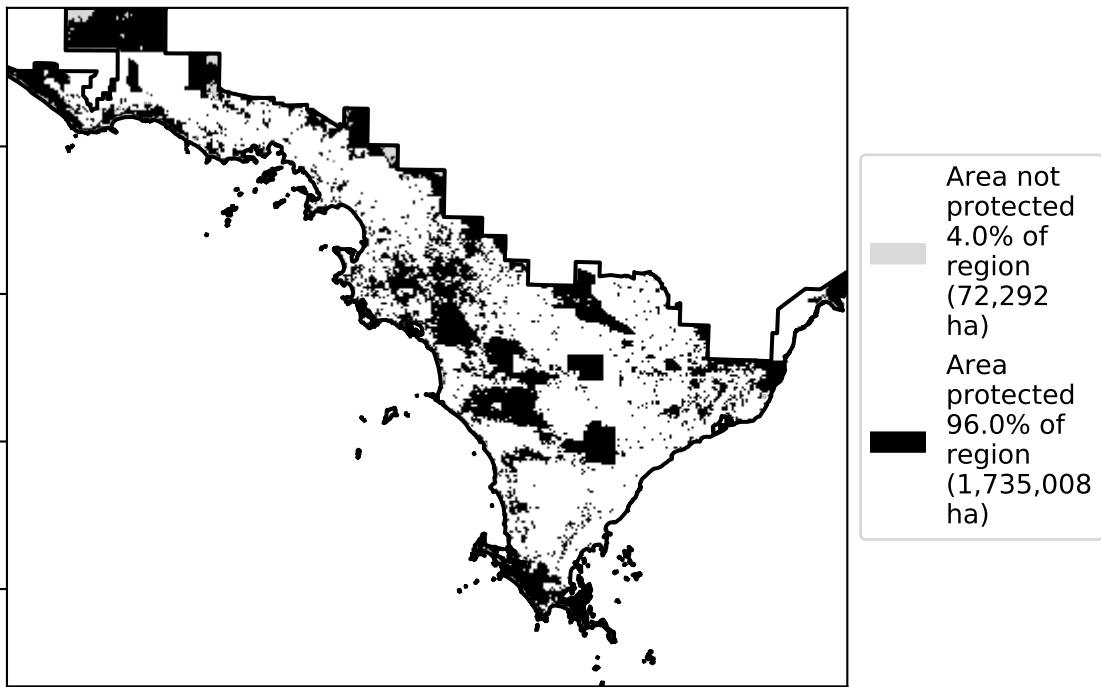 Area not
protected
4.0% of
region
(72,292
ha)
Area
protected
96.0% of
region
(1,735,008
ha)